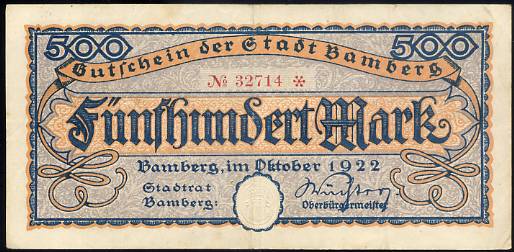 500 500
Gutschein der Stadt Bamberg
№ 32714 *
Fünfhundert Mark
Bamberg, im Oktober 1922
Stadtrat
Bamberg:
Oberbürgermeister